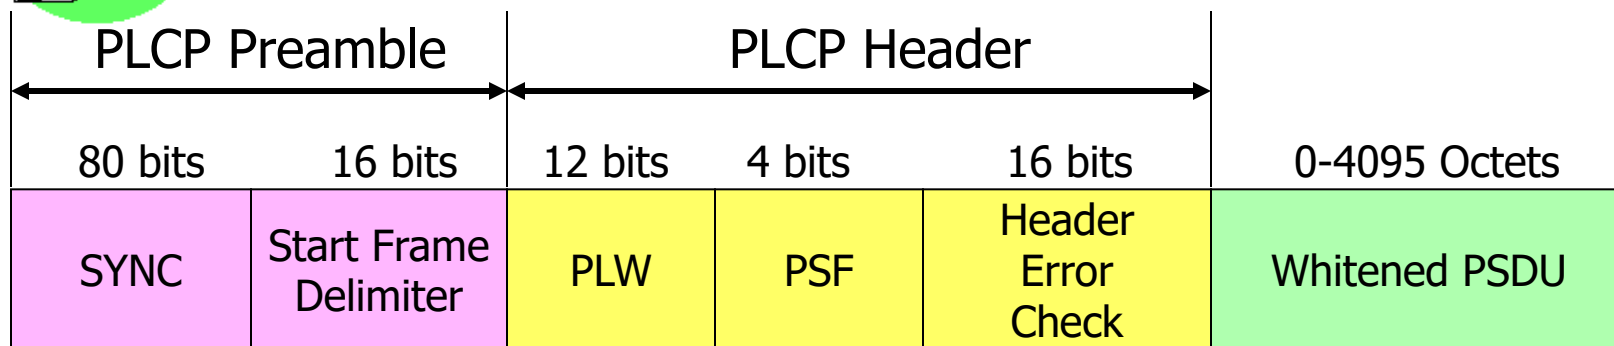 PLCP Preamble PLCP Header
80 bits 16 bits 12 bits 4 bits 16 bits 0-4095 Octets
SYNC
Start Frame
Delimiter
PLW
PSF
Header
Error
Check
Whitened PSDU